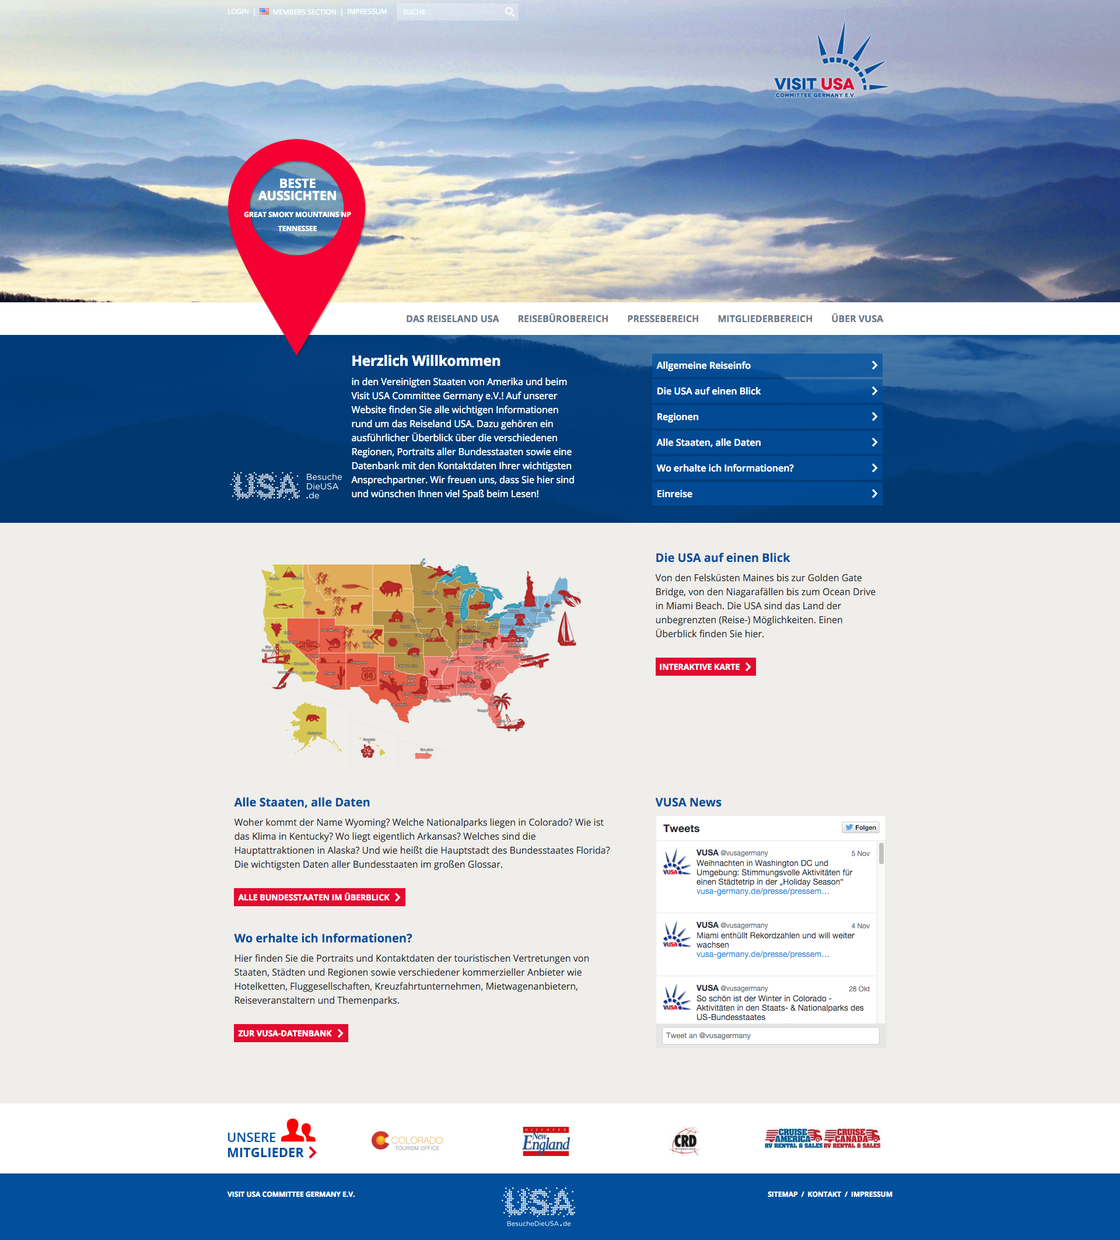 LOGIN | MEMBERS SECTION | IMPRESSUM
SUCHE
VISIT USA
COMMITTEE GERMANY E.V.
BESTE
AUSSICHTEN
GREAT SMOKY MOUNTAINS NP
TENNESSEE
DAS REISELAND USA
REISEBÜROBEREICH
PRESSEBEREICH
MITGLIEDERBEREICH
ÜBER VUSA
Herzlich Willkommen
in den Vereinigten Staaten von Amerika und beim
Visit USA Committee Germany e.V.! Auf unserer
Website finden Sie alle wichtigen Informationen
rund um das Reiseland USA. Dazu gehören ein
ausführlicher Überblick über die verschiedenen
Regionen, Portraits aller Bundesstaaten sowie eine
Datenbank mit den Kontaktdaten Ihrer wichtigsten
Ansprechpartner. Wir freuen uns, dass Sie hier sind
und wünschen Ihnen viel Spaß beim Lesen!
USA
Besuche
DieUSA
.de
Allgemeine Reiseinfo
Die USA auf einen Blick
Regionen
Alle Staaten, alle Daten
Wo erhalte ich Informationen?
Einreise
66
Die USA auf einen Blick
Von den Felsküsten Maines bis zur Golden Gate
Bridge, von den Niagarafällen bis zum Ocean Drive
in Miami Beach. Die USA sind das Land der
unbegrenzten (Reise-) Möglichkeiten. Einen
Überblick finden Sie hier.
INTERAKTIVE KARTE
Alle Staaten, alle Daten
Woher kommt der Name Wyoming? Welche Nationalparks liegen in Colorado? Wie ist
das Klima in Kentucky? Wo liegt eigentlich Arkansas? Welches sind die
Hauptattraktionen in Alaska? Und wie heißt die Hauptstadt des Bundesstaates Florida?
Die wichtigsten Daten aller Bundesstaaten im großen Glossar.
ALLE BUNDESSTAATEN IM ÜBERBLICK
Wo erhalte ich Informationen?
Hier finden Sie die Portraits und Kontaktdaten der touristischen Vertretungen von
Staaten, Städten und Regionen sowie verschiedener kommerzieller Anbieter wie
Hotelketten, Fluggesellschaften, Kreuzfahrtunternehmen, Mietwagenanbietern,
Reiseveranstaltern und Themenparks.
ZUR VUSA-DATENBANK
VUSA News
Tweets
Folgen
VUSA @vusagermany 5 Nov
Weihnachten in Washington DC und
Umgebung: Stimmungsvolle Aktivitäten für
einen Städtetrip in der „Holiday Season"
vusa-germany.de/presse/pressem…
VUSA @vusagermany 4 Nov
Miami enthüllt Rekordzahlen und will weiter
wachsen
vusa-germany.de/presse/pressem…
VUSA @vusagermany 28 Okt
So schön ist der Winter in Colorado -
Aktivitäten in den Staats- & Nationalparks des
US-Bundesstaates
Tweet an @vusagermany
UNSERE
MITGLIEDER
COLORADO
TOURISM OFFICE
DISCOVER
New
England
CRD
CRUISE
AMERICA
RV RENTAL & SALES
CRUISE
CANADA
RV RENTAL & SALES
VISIT USA COMMITTEE GERMANY E.V.
USA
BesucheDieUSA.de
SITEMAP / KONTAKT / IMPRESSUM